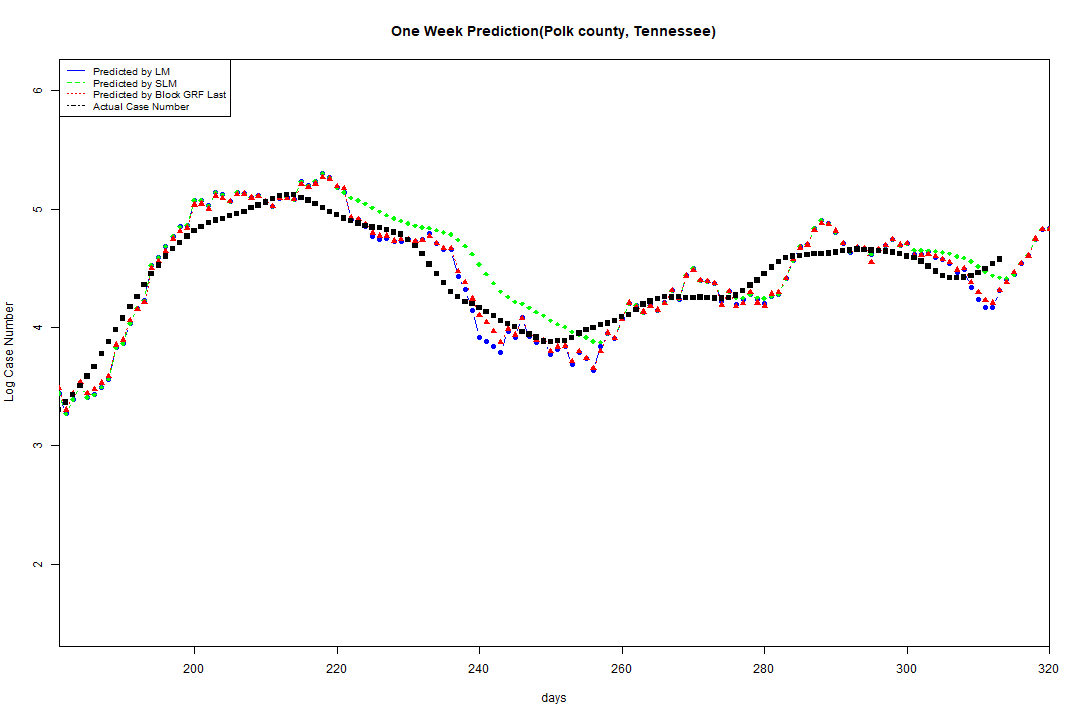 One Week Prediction(Polk county, Tennessee)
Predicted by LM
Predicted by SLM
Predicted by Block GRF Last
Actual Case Number
6
5
4
3
2
Log Case Number
200 220 240 260 280 300 320
days